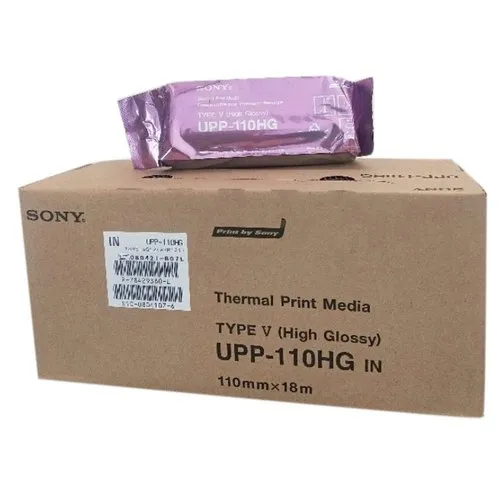 SONY
TYPE V (High Glossy)
UPP-110HG
SONY
Print by Sony
IN UPP-110HG
Thermal Print Media
TYPE V (High Glossy)
UPP-110HG IN
110mm×18m